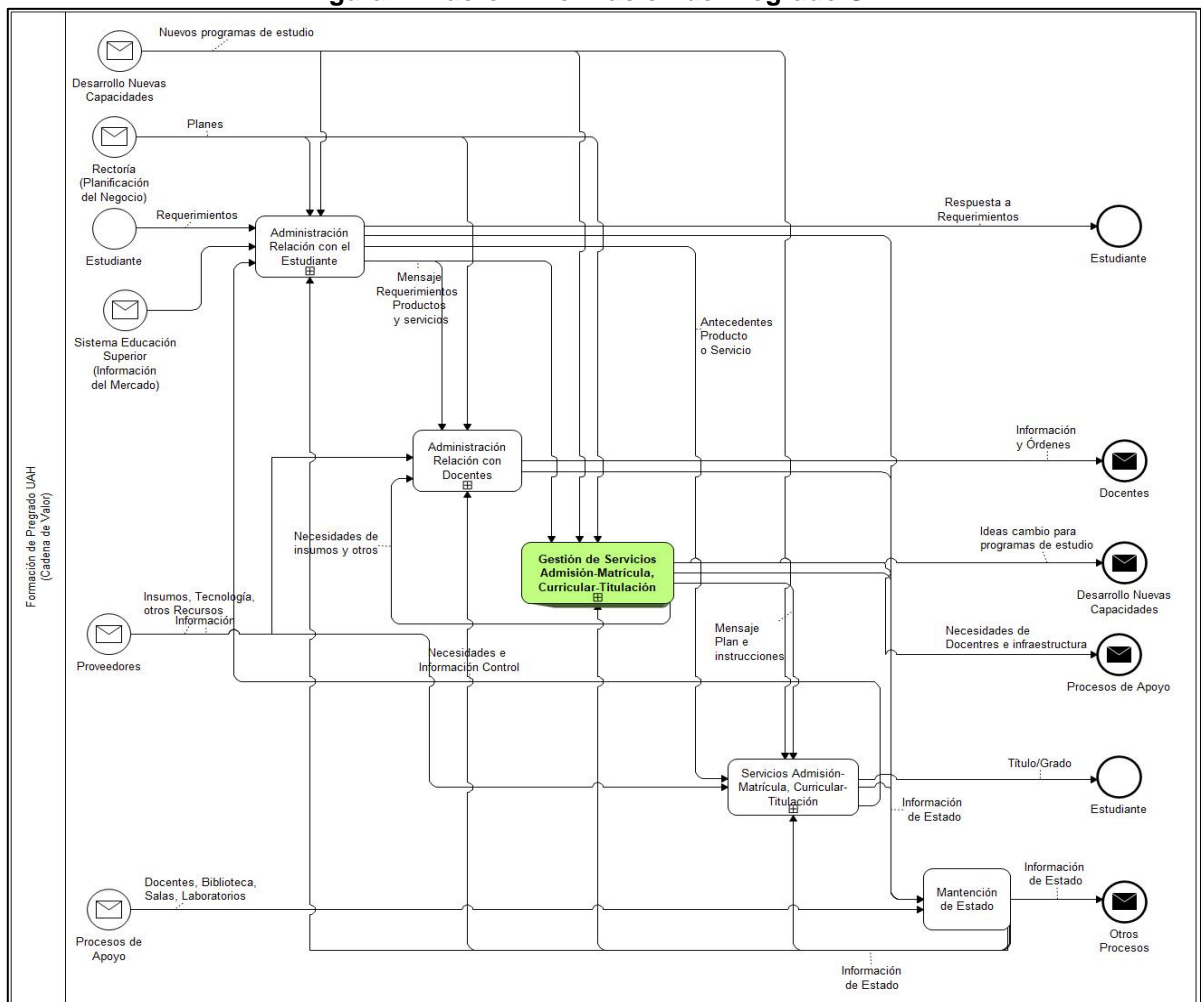 Nuevos programas de estudio
Desarrollo Nuevas
Capacidades
Planes
Rectoría
(Planificación
del Negocio)
Requerimientos
Estudiante
Administración
Relación con el
Estudiante
Respuesta a
Requerimientos
Estudiante
Mensaje
Requerimientos
Productos
y servicios
Sistema Educación
Superior
(Información
del Mercado)
Antecedentes
Producto
o Servicio
Administración
Relación con
Docentes
Información
y Órdenes
Docentes
Formación de Pregrado UAH
(Cadena de Valor)
Necesidades de
insumos y otros
Gestión de Servicios
Admisión-Matrícula,
Curricular-Titulación
Ideas cambio para
programas de estudio
Desarrollo Nuevas
Capacidades
Insumos, Tecnología,
otros Recursos
Información
Proveedores
Necesidades e
Información Control
Mensaje
Plan e
instrucciones
Necesidades de
Docentres e infraestructura
Procesos de Apoyo
Servicios Admisión-
Matrícula, Curricular-
Titulación
Título/Grado
Estudiante
Información
de Estado
Docentes, Biblioteca,
Salas, Laboratorios
Procesos de
Apoyo
Mantención
de Estado
Información
de Estado
Otros
Procesos
Información
de Estado